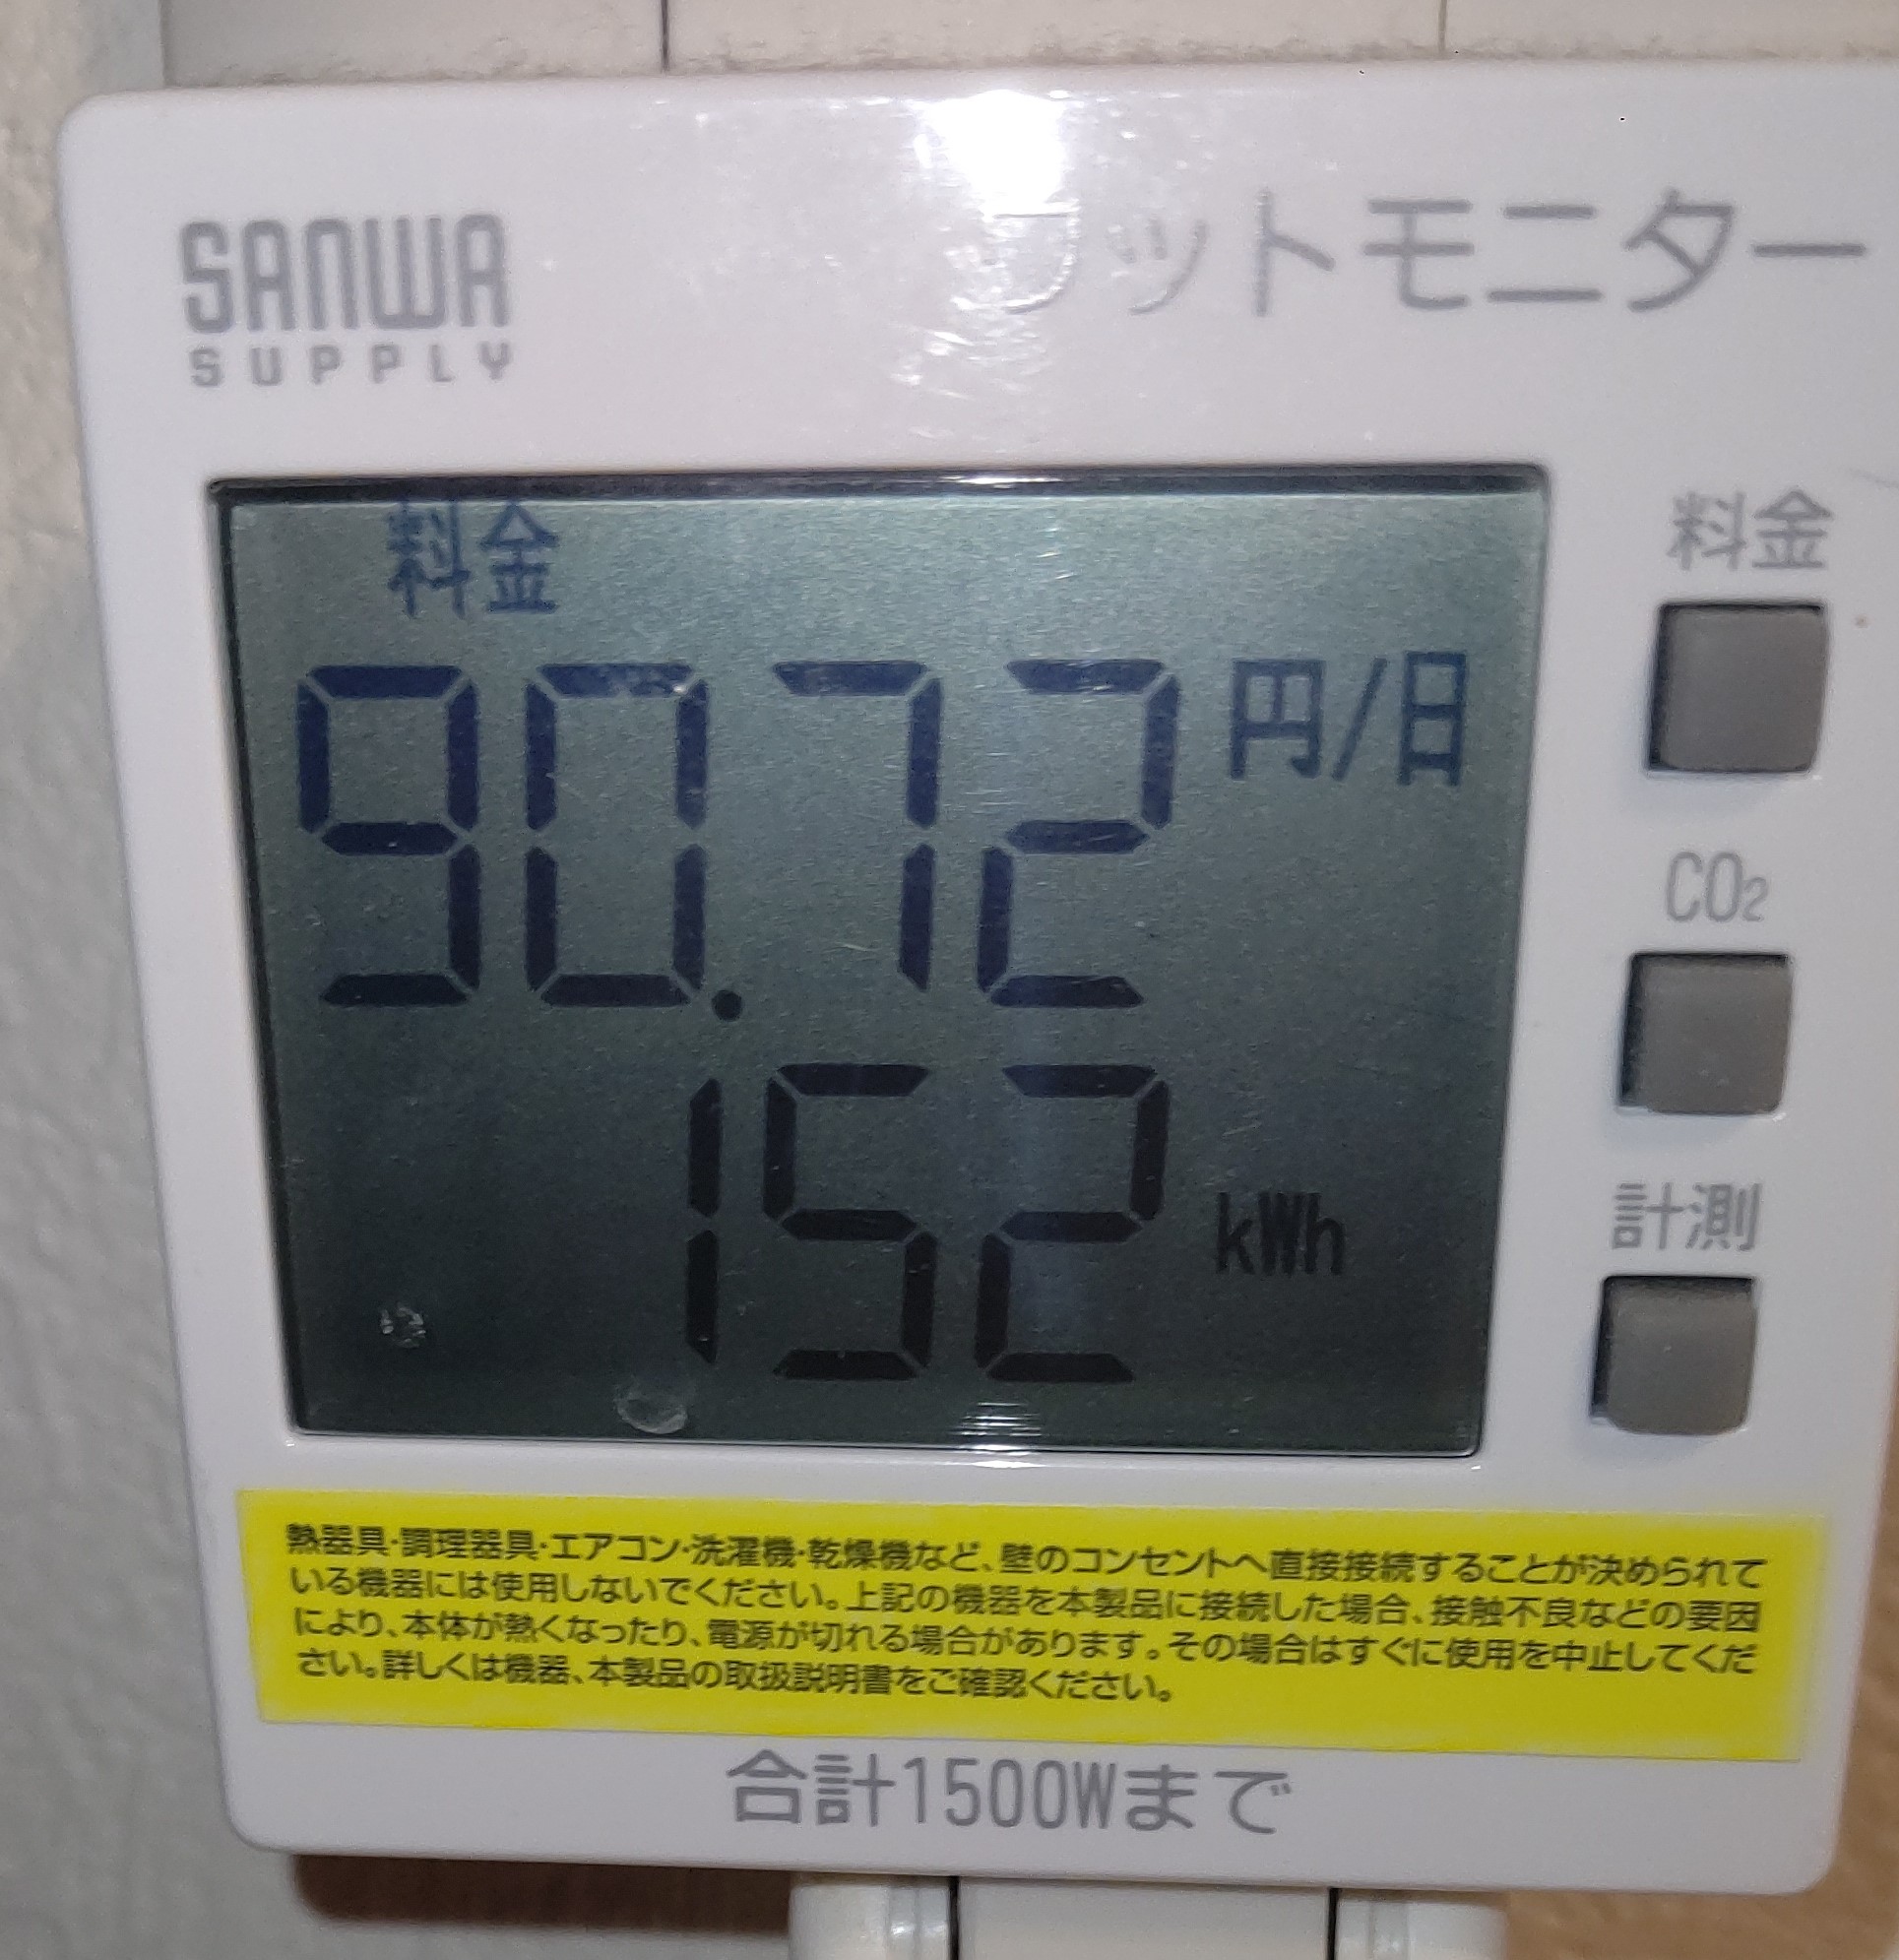 SANWA
SUPPLY
ワットモニター
料金
90.72 円/日
152 kWh
料金
CO2
計測
熱器具・調理器具・エアコン・洗濯機・乾燥機など、壁のコンセントへ直接接続することが決められて
いる機器には使用しないでください。上記の機器を本製品に接続した場合、接触不良などの要因
により、本体が熱くなったり、電源が切れる場合があります。その場合はすぐに使用を中止してくだ
さい。詳しくは機器、本製品の取扱説明書をご確認ください。
合計1500Wまで